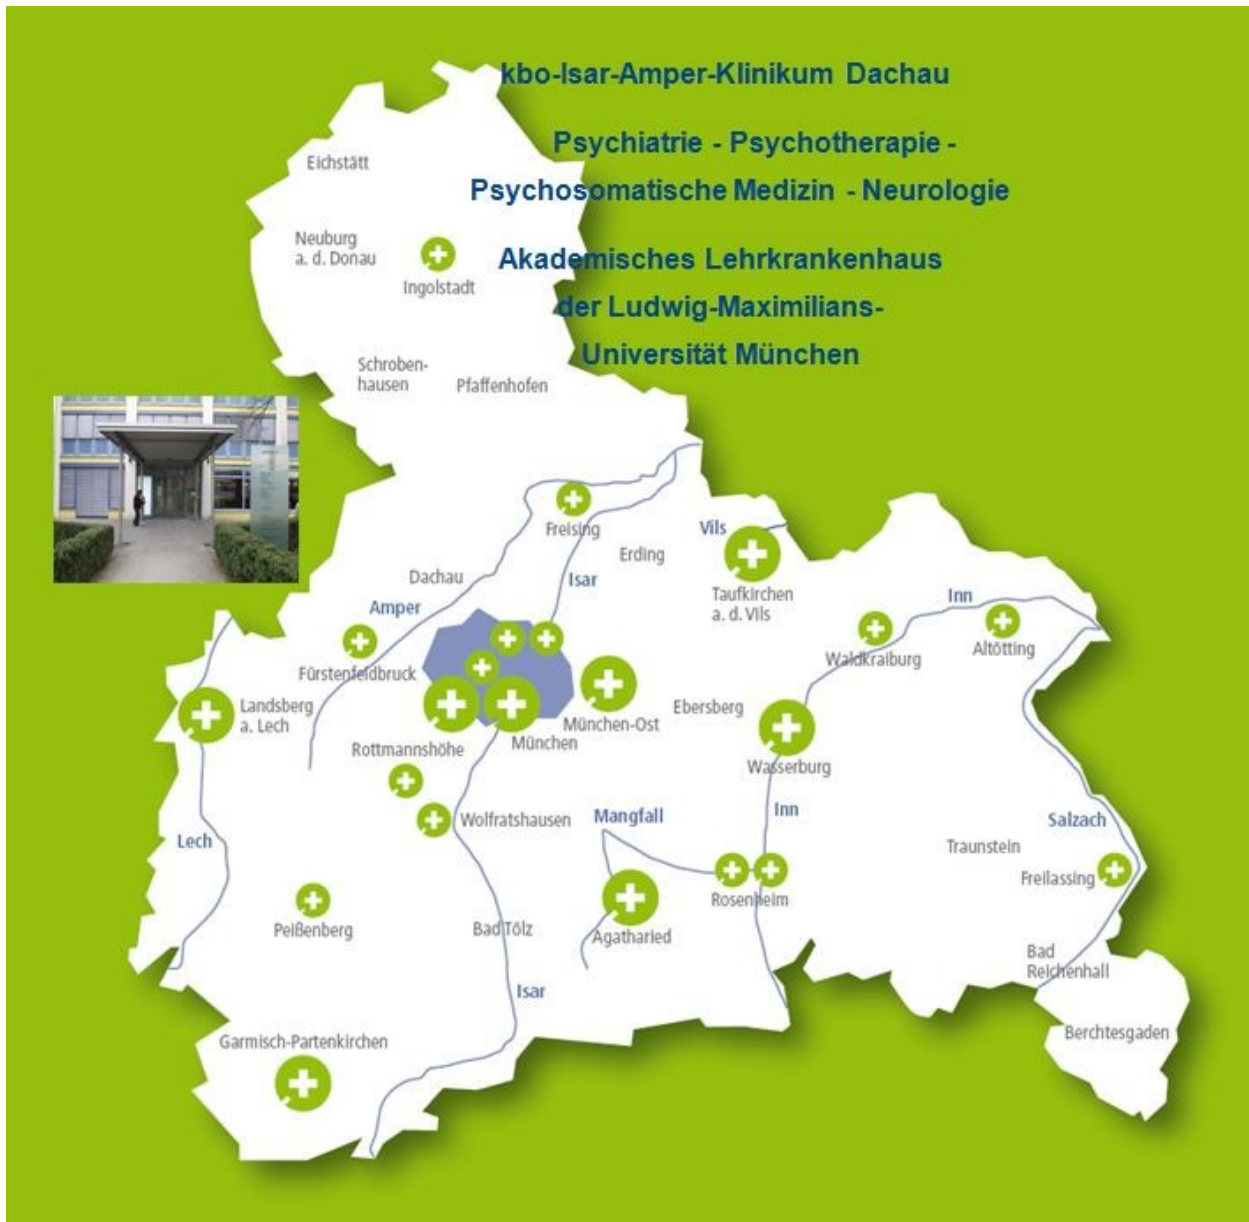 kbo-Isar-Amper-Klinikum Dachau
Psychiatrie - Psychotherapie -
Psychosomatische Medizin - Neurologie
Akademisches Lehrkrankenhaus
der Ludwig-Maximilians-
Universität München
Eichstätt
Neuburg
a. d. Donau
Ingolstadt
Schroben-
hausen
Pfaffenhofen
Freising
Vils
Erding
Isar
Dachau
Taufkirchen
a. d. Vils
Amper
Inn
Fürstenfeldbruck
Waldkraiburg
Altötting
Landsberg
a. Lech
Ebersberg
München-Ost
Rottmannshöhe
München
Wasserburg
Wolfratshausen
Mangfall
Inn
Salzach
Lech
Traunstein
Freilassing
Rosenheim
Peißenberg
Bad Tölz
Agatharied
Bad
Reichenhall
Isar
Berchtesgaden
Garmisch-Partenkirchen